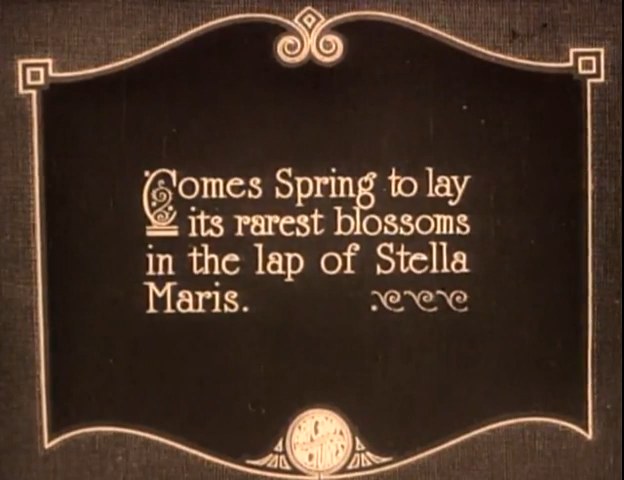 Comes Spring to lay
its rarest blossoms
in the lap of Stella
Maris.